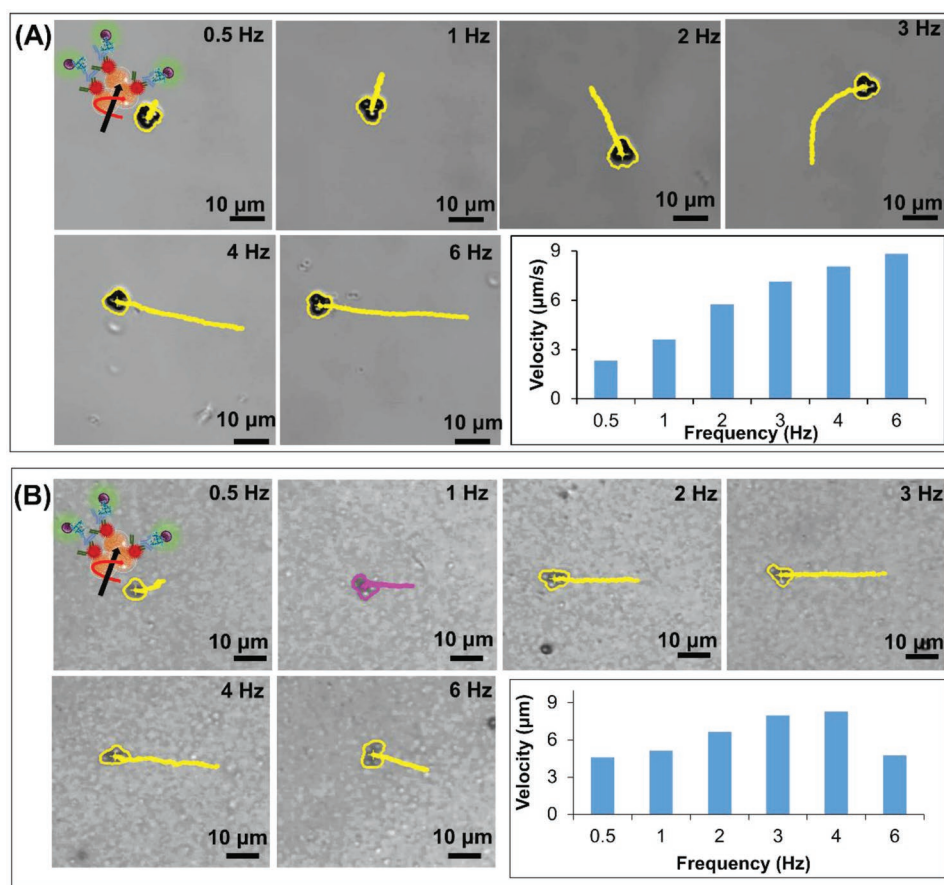 (A)
0.5 Hz
10 µm
1 Hz
10 µm
2 Hz
10 µm
3 Hz
10 µm
4 Hz
10 µm
6 Hz
10 µm
Velocity (µm/s)
9
6
3
0
0.5 1 2 3 4 6
Frequency (Hz)
(B)
0.5 Hz
10 µm
1 Hz
10 µm
2 Hz
10 µm
3 Hz
10 µm
4 Hz
10 µm
6 Hz
10 µm
Velocity (µm)
9
6
3
0
0.5 1 2 3 4 6
Frequency (Hz)